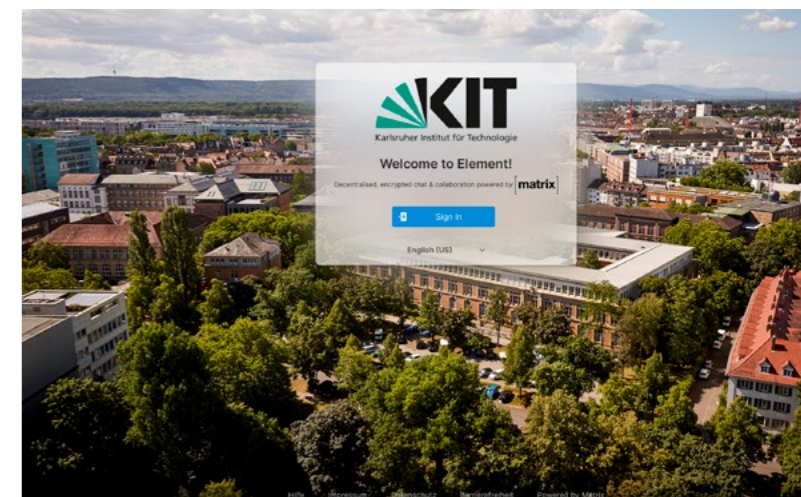 KIT
Karlsruher Institut für Technologie
Welcome to Element!
Decentralised, encrypted chat & collaboration powered by [matrix]
Sign In
English (US)
Hilfe Impressum Datenschutz Barrierefreiheit Powered by Matrix